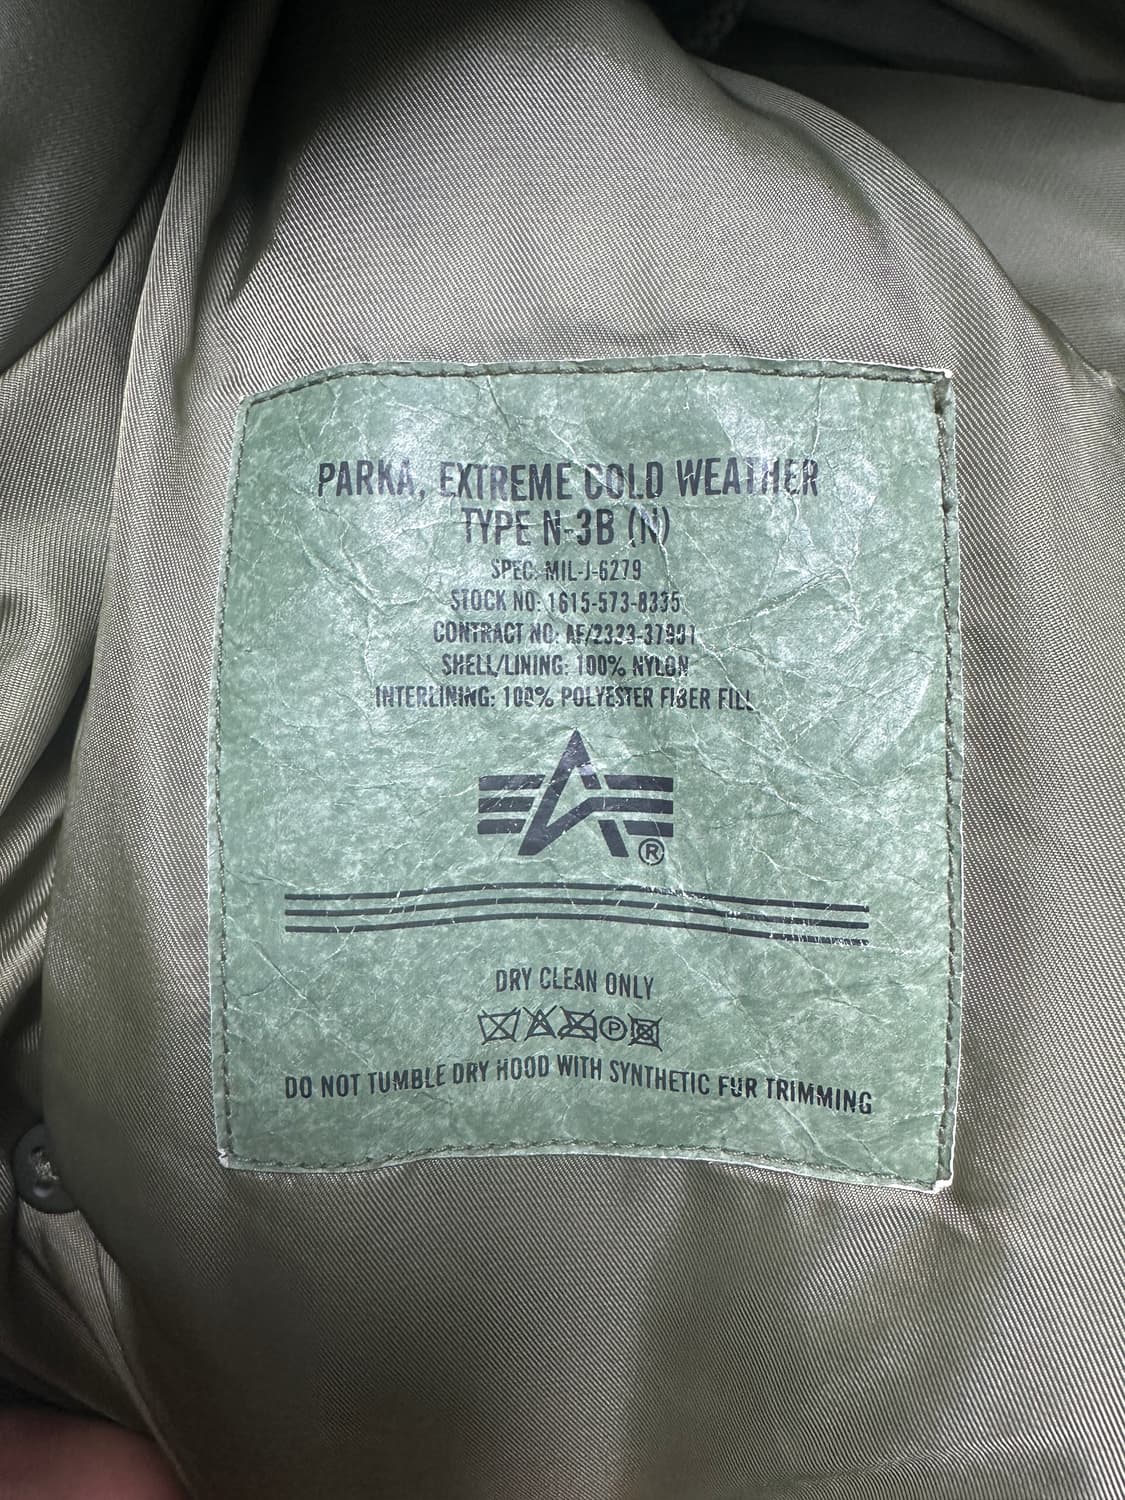 PARKA, EXTREME COLD WEATHER
TYPE N-3B (N)
SPEC: MIL-J-6279
STOCK NO: 1615-573-8335
CONTRACT NO: AF/2333-37901
SHELL/LINING: 100% NYLON
INTERLINING: 100% POLYESTER FIBER FILL
®
DRY CLEAN ONLY
P
DO NOT TUMBLE DRY HOOD WITH SYNTHETIC FUR TRIMMING